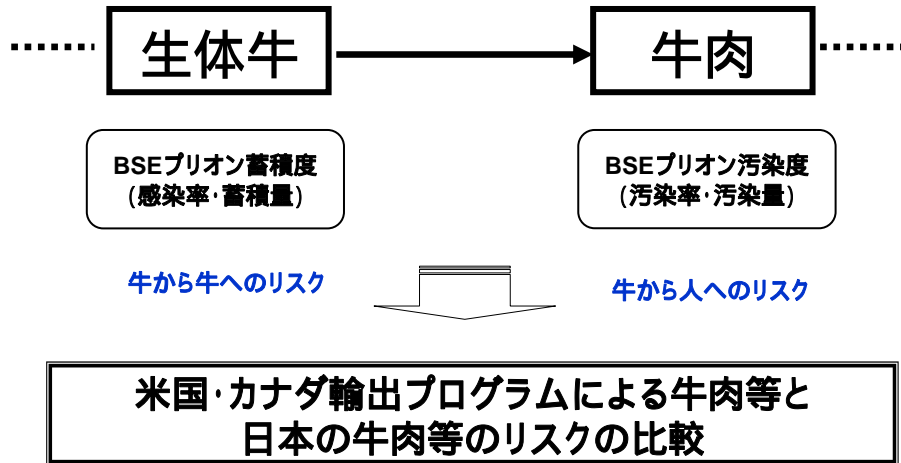 生体牛
牛肉
BSEプリオン蓄積度
(感染率・蓄積量)
BSEプリオン汚染度
(汚染率・汚染量)
牛から牛へのリスク
牛から人へのリスク
米国・カナダ輸出プログラムによる牛肉等と
日本の牛肉等のリスクの比較